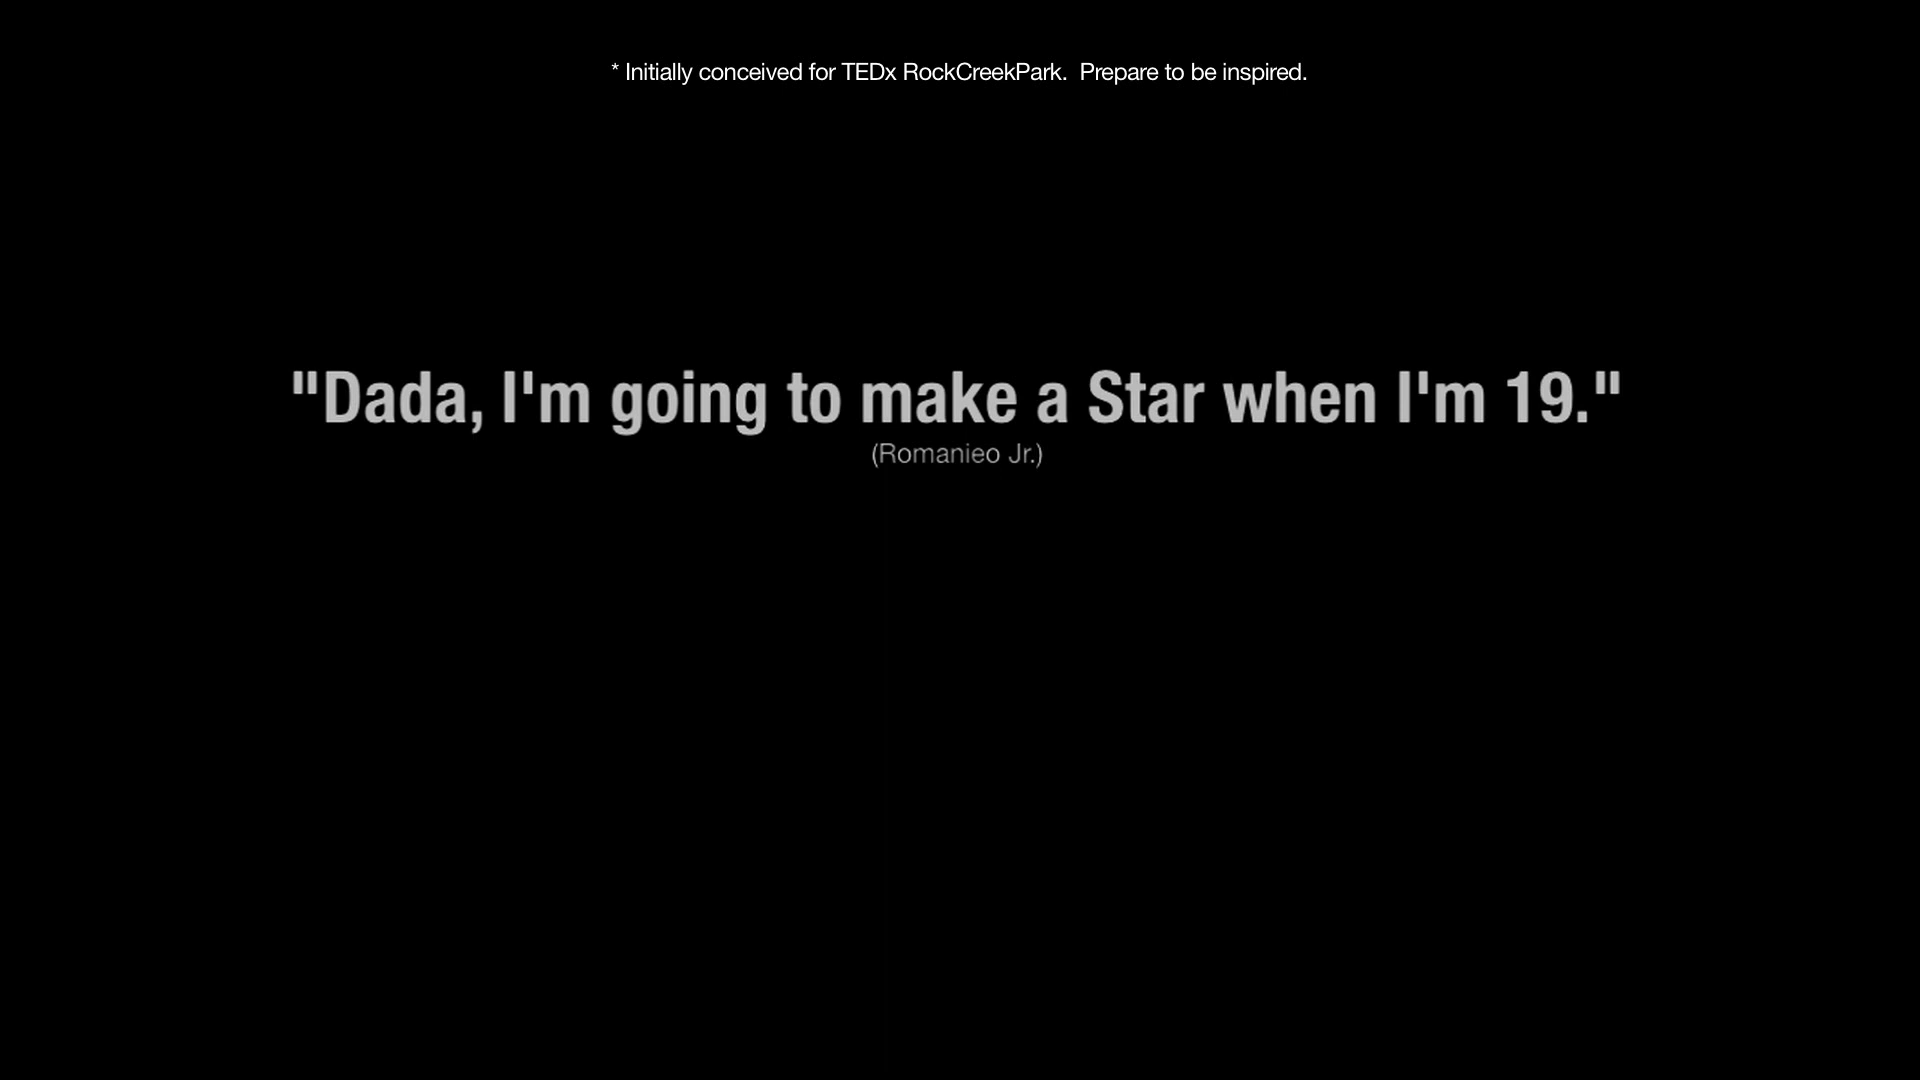 * Initially conceived for TEDx RockCreekPark.  Prepare to be inspired.
"Dada, I'm going to make a Star when I'm 19."
(Romanieo Jr.)